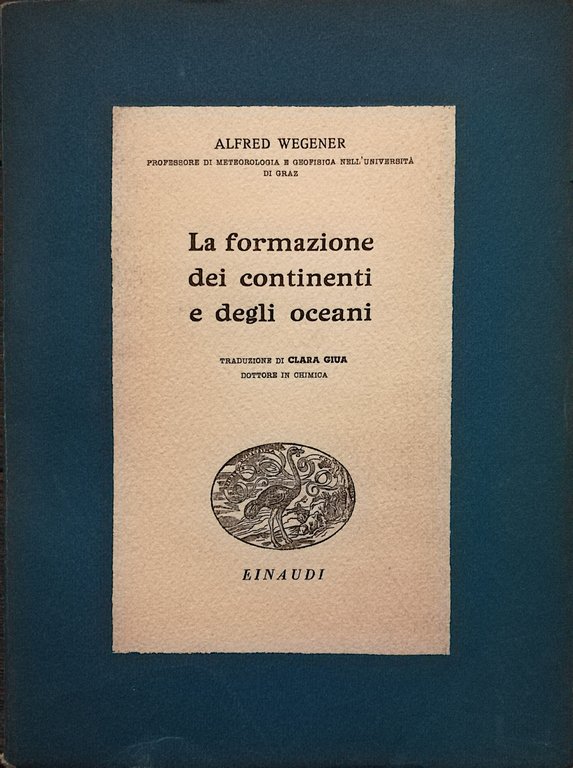 ALFRED WEGENER
PROFESSORE DI METEOROLOGIA E GEOFISICA NELL'UNIVERSITÀ
DI GRAZ
La formazione
dei continenti
e degli oceani
TRADUZIONE DI CLARA GIUA
DOTTORE IN CHIMICA
EINAUDI